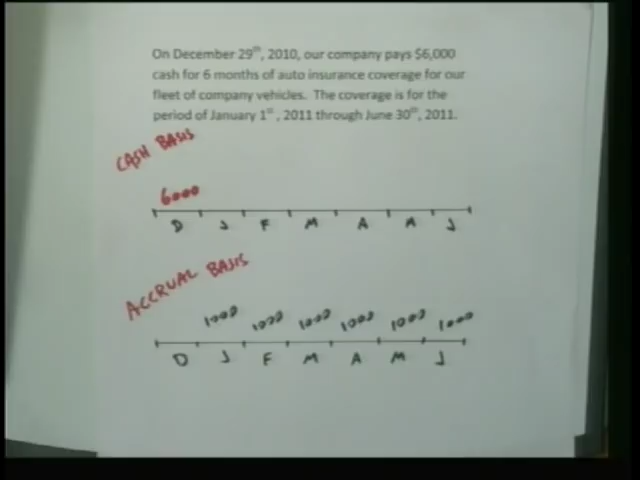 On December 29th, 2010, our company pays $6,000
cash for 6 months of auto insurance coverage for our
fleet of company vehicles. The coverage is for the
period of January 1st , 2011 through June 30th, 2011.
CASH BASIS
6000
D J F M A M J
ACCRUAL BASIS
1000 1000 1000 1000 1000 1000
D J F M A M J